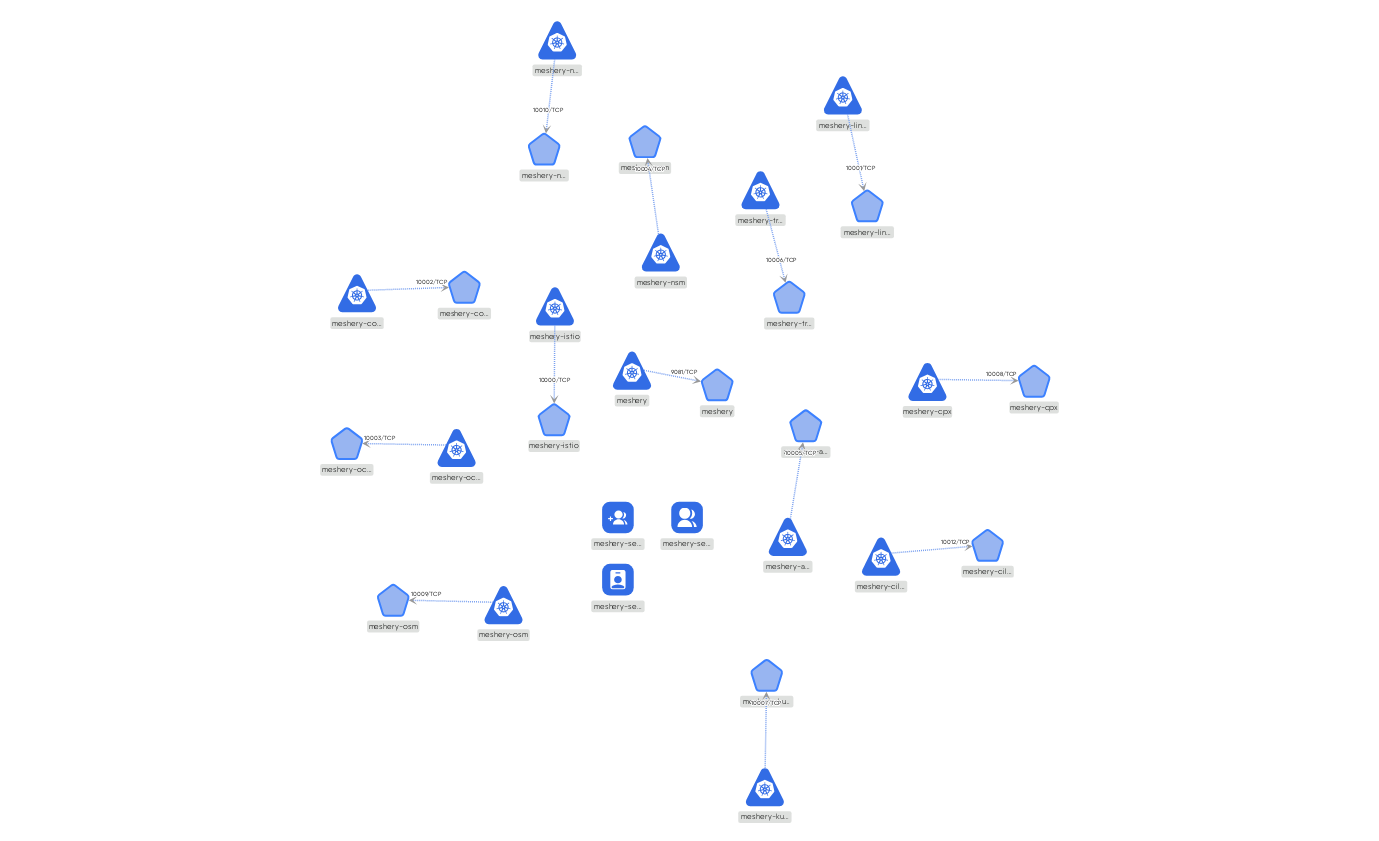 meshery-n...
10010/TCP
meshery-n...
meshery-lin...
10001/TCP
meshery-lin...
10004/TCP
meshery-nsm
meshery-tr...
10006/TCP
meshery-tr...
meshery-co...
10002/TCP
meshery-co...
meshery-istio
10000/TCP
meshery-istio
meshery
9081/TCP
meshery
meshery-cpx
10008/TCP
meshery-cpx
10003/TCP
meshery-oc...
meshery-oc...
10005/TCP
meshery-a...
meshery-se...
meshery-se...
meshery-se...
10012/TCP
meshery-cil...
meshery-cil...
10009/TCP
meshery-osm
meshery-osm
10007/TCP
meshery-ku...